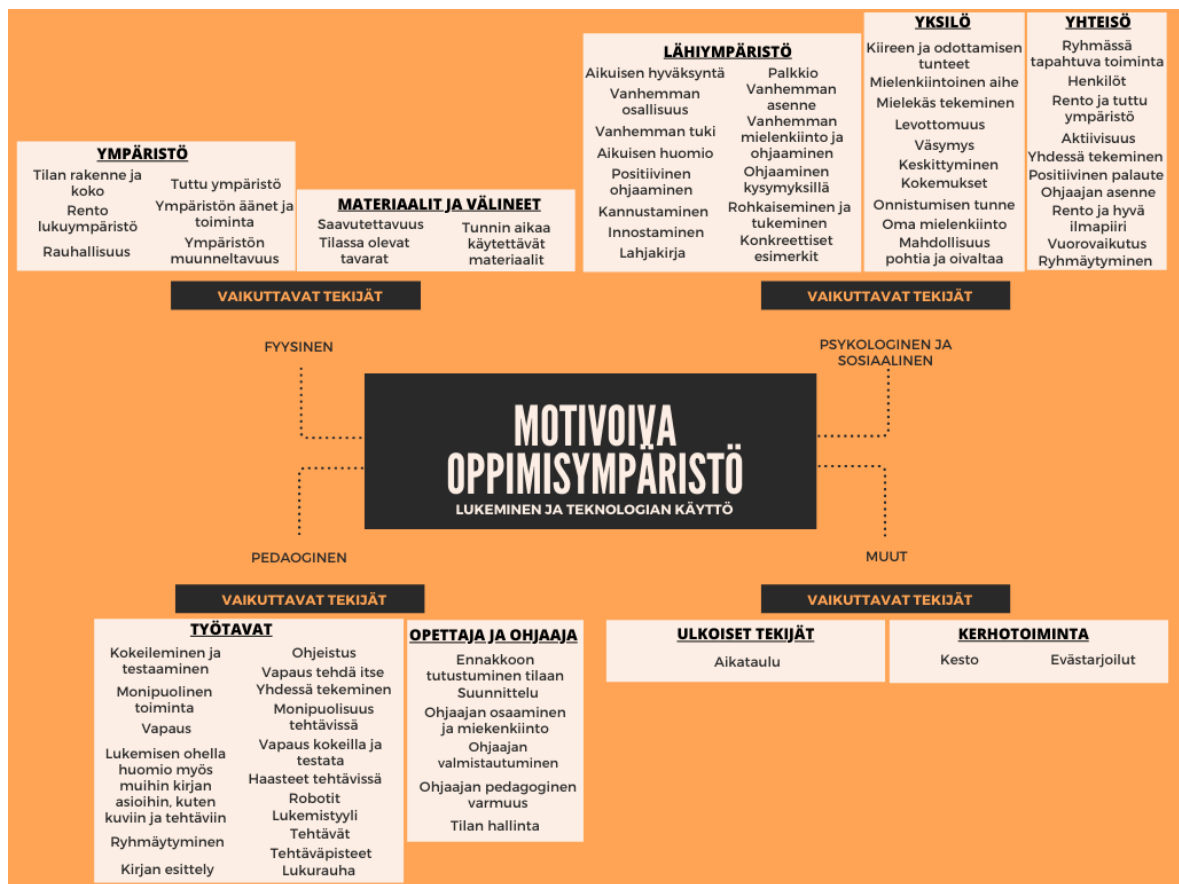 YMPÄRISTÖ
Tilan rakenne ja
koko
Rento
lukuympäristö
Rauhallisuus
Tuttu ympäristö
Ympäristön äänet ja
toiminta
Ympäristön
muunneltavuus
MATERIAALIT JA VÄLINEET
Saavutettavuus
Tilassa olevat
tavarat
Tunnin aikaa
käytettävät
materiaalit
VAIKUTTAVAT TEKIJÄT
FYYSINEN
LÄHIYMPÄRISTÖ
Aikuisen hyväksyntä
Vanhemman
osallisuus
Vanhemman tuki
Aikuisen huomio
Positiivinen
ohjaaminen
Kannustaminen
Innostaminen
Lahjakirja
Palkkio
Vanhemman
asenne
Vanhemman
mielenkiinto ja
ohjaaminen
Ohjaaminen
kysymyksillä
Rohkaiseminen ja
tukeminen
Konkreettiset
esimerkit
YKSILÖ
Kiireen ja odottamisen
tunteet
Mielenkiintoinen aihe
Mielekäs tekeminen
Levottomuus
Väsymys
Keskittyminen
Kokemukset
Onnistumisen tunne
Oma mielenkiinto
Mahdollisuus
pohtia ja oivaltaa
YHTEISÖ
Ryhmässä
tapahtuva toiminta
Henkilöt
Rento ja tuttu
ympäristö
Aktiivisuus
Yhdessä tekeminen
Positiivinen palaute
Ohjaajan asenne
Rento ja hyvä
ilmapiiri
Vuorovaikutus
Ryhmäytyminen
VAIKUTTAVAT TEKIJÄT
PSYKOLOGINEN JA
SOSIAALINEN
MOTIVOIVA
OPPIMISYMPÄRISTÖ
LUKEMINEN JA TEKNOLOGIAN KÄYTTÖ
PEDAOGINEN
VAIKUTTAVAT TEKIJÄT
TYÖTAVAT
Kokeileminen ja
testaaminen
Monipuolinen
toiminta
Vapaus
Lukemisen ohella
huomio myös
muihin kirjan
asioihin, kuten
kuviin ja tehtäviin
Ryhmäytyminen
Kirjan esittely
Ohjeistus
Vapaus tehdä itse
Yhdessä tekeminen
Monipuolisuus
tehtävissä
Vapaus kokeilla ja
testata
Haasteet tehtävissä
Robotit
Lukemistyyli
Tehtävät
Tehtäväpisteet
Lukurauha
OPETTAJA JA OHJAAJA
Ennakkoon
tutustuminen tilaan
Suunnittelu
Ohjaajan osaaminen
ja miekenkiinto
Ohjaajan
valmistautuminen
Ohjaajan pedagoginen
varmuus
Tilan hallinta
MUUT
VAIKUTTAVAT TEKIJÄT
ULKOISET TEKIJÄT
Aikataulu
KERHOTOIMINTA
Kesto
Evästarjoilut